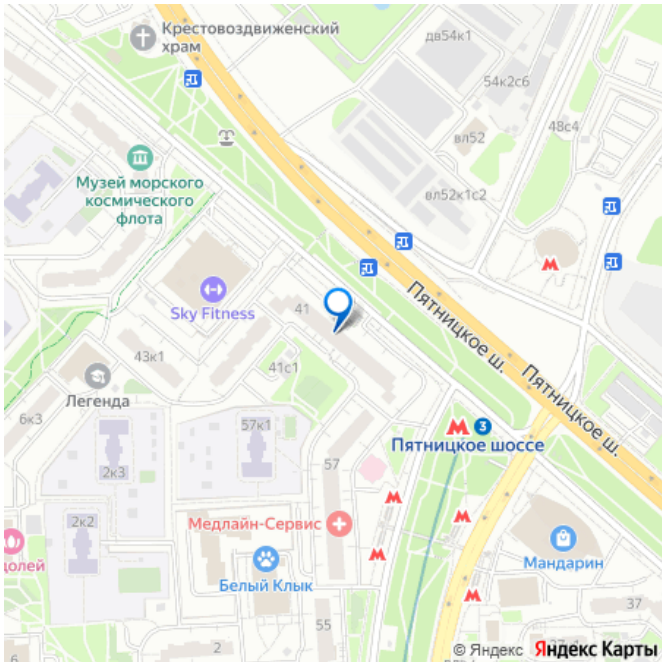 Крестовоздвиженский
храм
дв54к1
54к2с6
48с4
вл52
вл52к1с2
Музей морского
космического
флота
Sky Fitness
41
Пятницкое ш.
Пятницкое ш.
43к1
41с1
Легенда
6к3
57к1
2к3
3
Пятницкое шоссе
57
2к2
Медлайн-Сервис
долей
Белый Клык
Мандарин
37
55
2
© Яндекс Яндекс Карты